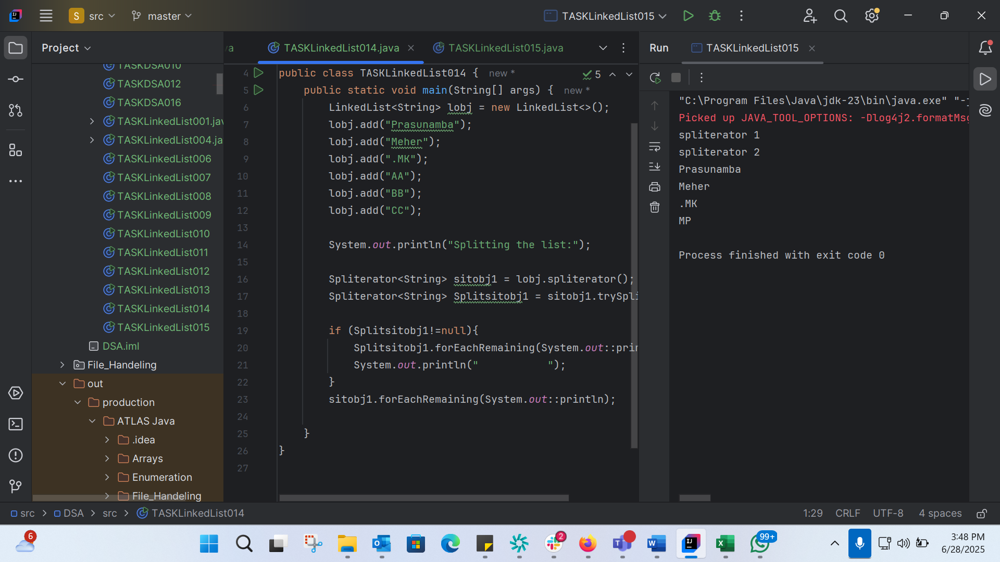 S src master TASKLinkedList015
Project
/a TASKLinkedList014.java TASKLinkedList015.java
Run TASKLinkedList015
TASKDSA010
TASKDSA012
TASKDSA016
TASKLinkedList001.jav
TASKLinkedList004.ja
TASKLinkedList006
TASKLinkedList007
TASKLinkedList008
TASKLinkedList009
TASKLinkedList010
TASKLinkedList011
TASKLinkedList012
TASKLinkedList013
TASKLinkedList014
TASKLinkedList015
DSA.iml
File_Handeling
out
production
ATLAS Java
.idea
Arrays
Enumeration
File_Handeling
5
4 public class TASKLinkedList014 { new *
5 public static void main(String[] args) { new *
6 LinkedList<String> lobj = new LinkedList<>();
7 lobj.add("Prasunamba");
8 lobj.add("Meher");
9 lobj.add(".MK");
10 lobj.add("AA");
11 lobj.add("BB");
12 lobj.add("CC");
13
14 System.out.println("Splitting the list:");
15
16 Spliterator<String> sitobj1 = lobj.spliterator();
17 Spliterator<String> Splitsitobj1 = sitobj1.trySpli
18
19 if (Splitsitobj1!=null){
20 Splitsitobj1.forEachRemaining(System.out::prin
21 System.out.println("           ");
22 }
23 sitobj1.forEachRemaining(System.out::println);
24
25 }
26 }
27
"C:\Program Files\Java\jdk-23\bin\java.exe" "-j
Picked up JAVA_TOOL_OPTIONS: -Dlog4j2.formatMsg
spliterator 1
spliterator 2
Prasunamba
Meher
.MK
MP
Process finished with exit code 0
src > DSA > src > TASKLinkedList014
1:29 CRLF UTF-8 4 spaces
6
2
99+
3:48 PM
6/28/2025